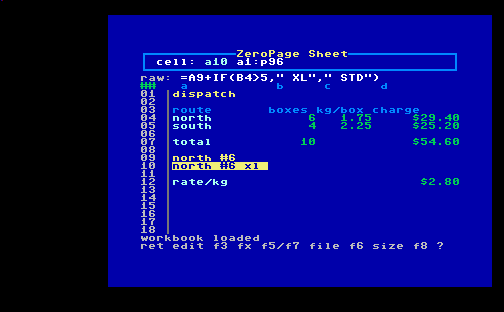 ZeroPage Sheet
cell: a10 a1:p96
raw: =A9+IF(B4>5," XL"," STD")
## a b c d
01 dispatch
02
03 route boxes kg/box charge
04 north 6 1.75 $29.40
05 south 4 2.25 $25.20
06
07 total 10 $54.60
08
09 north #6
10 north #6 xl
11
12 rate/kg $2.80
13
14
15
16
17
18
workbook loaded
ret edit f3 fx f5/f7 file f6 size f8 ?